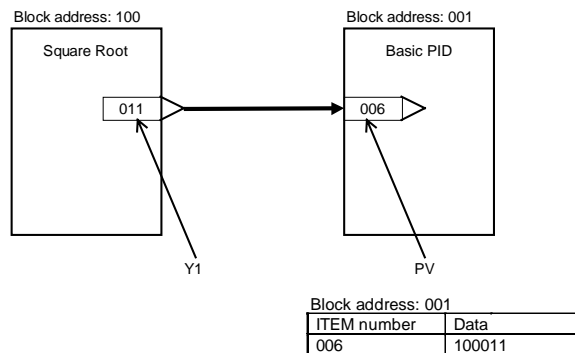 Block address: 100
Block address: 001
Square Root
Basic PID
011
006
Y1
PV
Block address: 001
ITEM number Data
006 100011